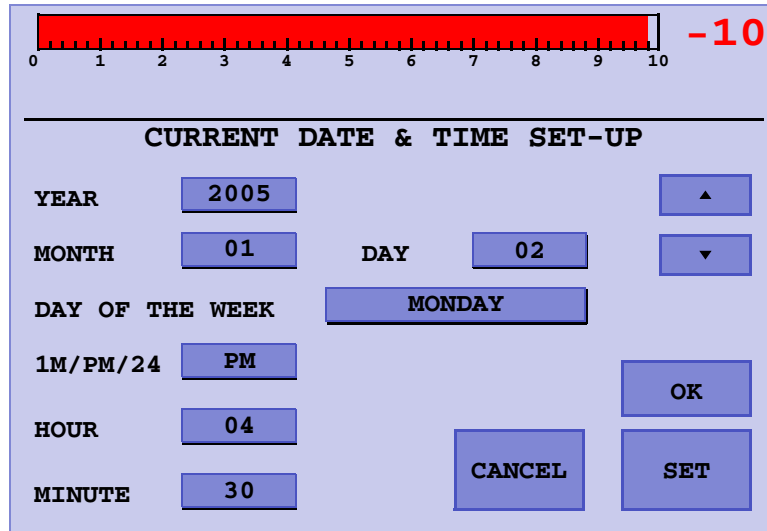 -10
0 1 2 3 4 5 6 7 8 9 10
CURRENT DATE & TIME SET-UP
YEAR 2005
MONTH 01 DAY 02
DAY OF THE WEEK MONDAY
1M/PM/24 PM
OK
HOUR 04
CANCEL SET
MINUTE 30